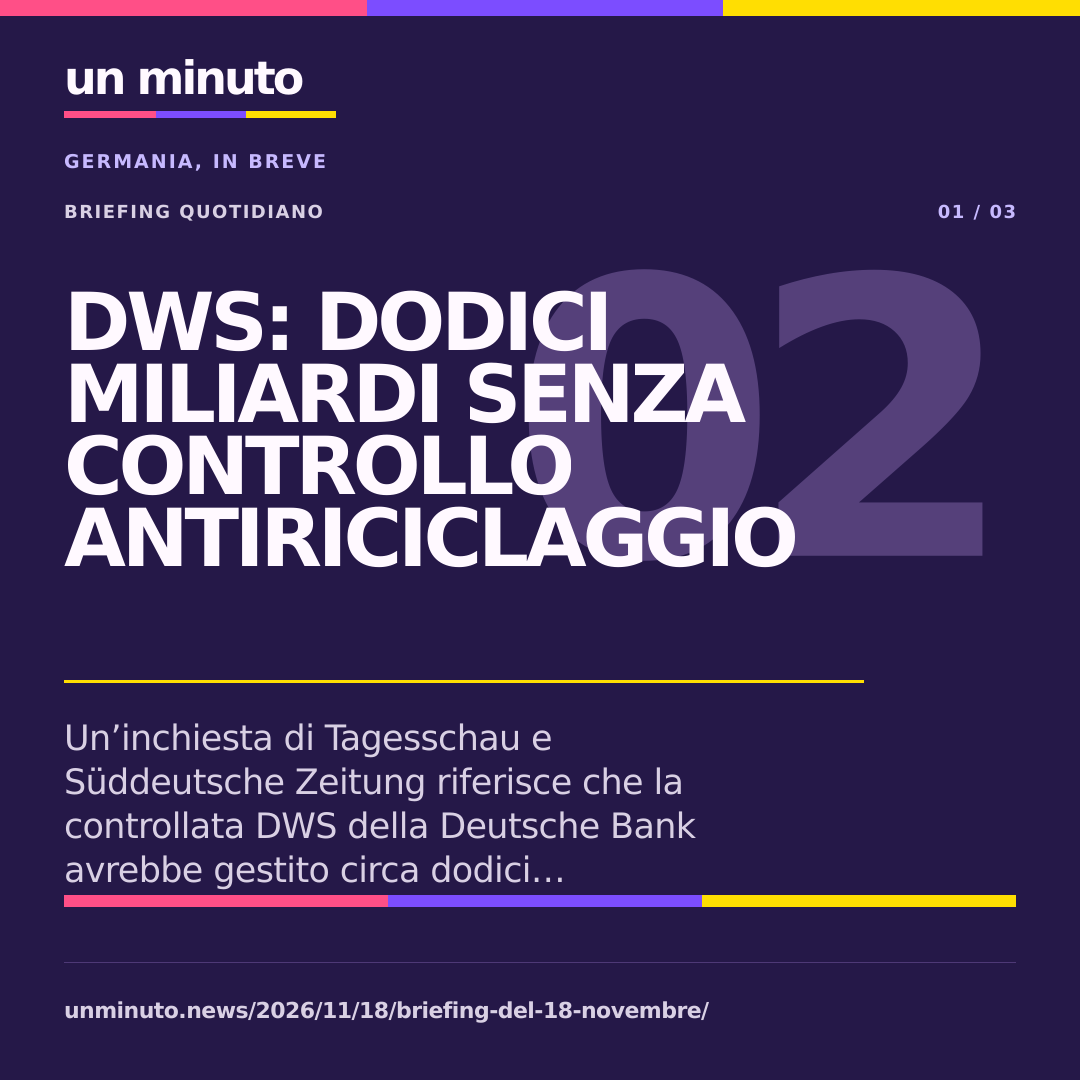 un minuto
GERMANIA, IN BREVE
BRIEFING QUOTIDIANO
01 / 03
02
DWS: DODICI
MILIARDI SENZA
CONTROLLO
ANTIRICICLAGGIO
Un’inchiesta di Tagesschau e
Süddeutsche Zeitung riferisce che la
controllata DWS della Deutsche Bank
avrebbe gestito circa dodici…
unminuto.news/2026/11/18/briefing-del-18-novembre/